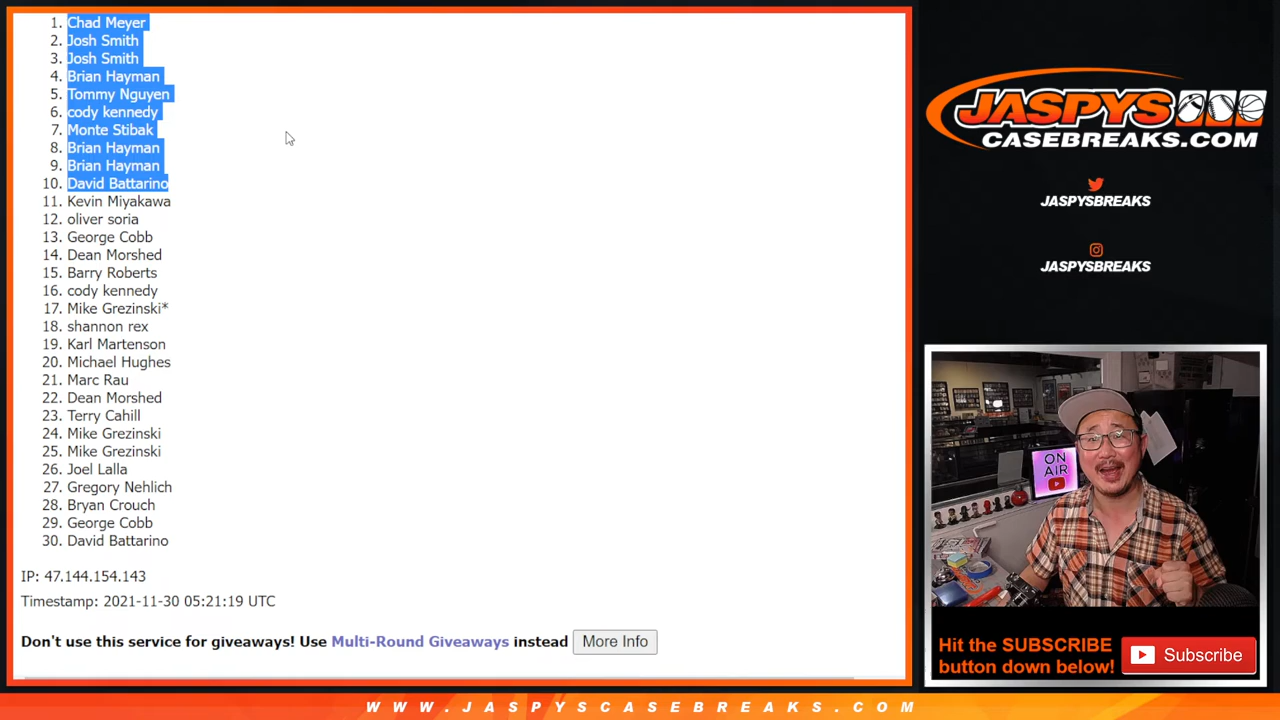 1. Chad Meyer
2. Josh Smith
3. Josh Smith
4. Brian Hayman
5. Tommy Nguyen
6. cody kennedy
7. Monte Stibak
8. Brian Hayman
9. Brian Hayman
10. David Battarino
11. Kevin Miyakawa
12. oliver soria
13. George Cobb
14. Dean Morshed
15. Barry Roberts
16. cody kennedy
17. Mike Grezinski*
18. shannon rex
19. Karl Martenson
20. Michael Hughes
21. Marc Rau
22. Dean Morshed
23. Terry Cahill
24. Mike Grezinski
25. Mike Grezinski
26. Joel Lalla
27. Gregory Nehlich
28. Bryan Crouch
29. George Cobb
30. David Battarino
IP: 47.144.154.143
Timestamp: 2021-11-30 05:21:19 UTC
Don't use this service for giveaways! Use Multi-Round Giveaways instead More Info
JASPYS
CASEBREAKS.COM
JASPYSBREAKS
JASPYSBREAKS
ON
AIR
Hit the SUBSCRIBE
button down below!
Subscribe
WWW.JASPYSCASEBREAKS.COM